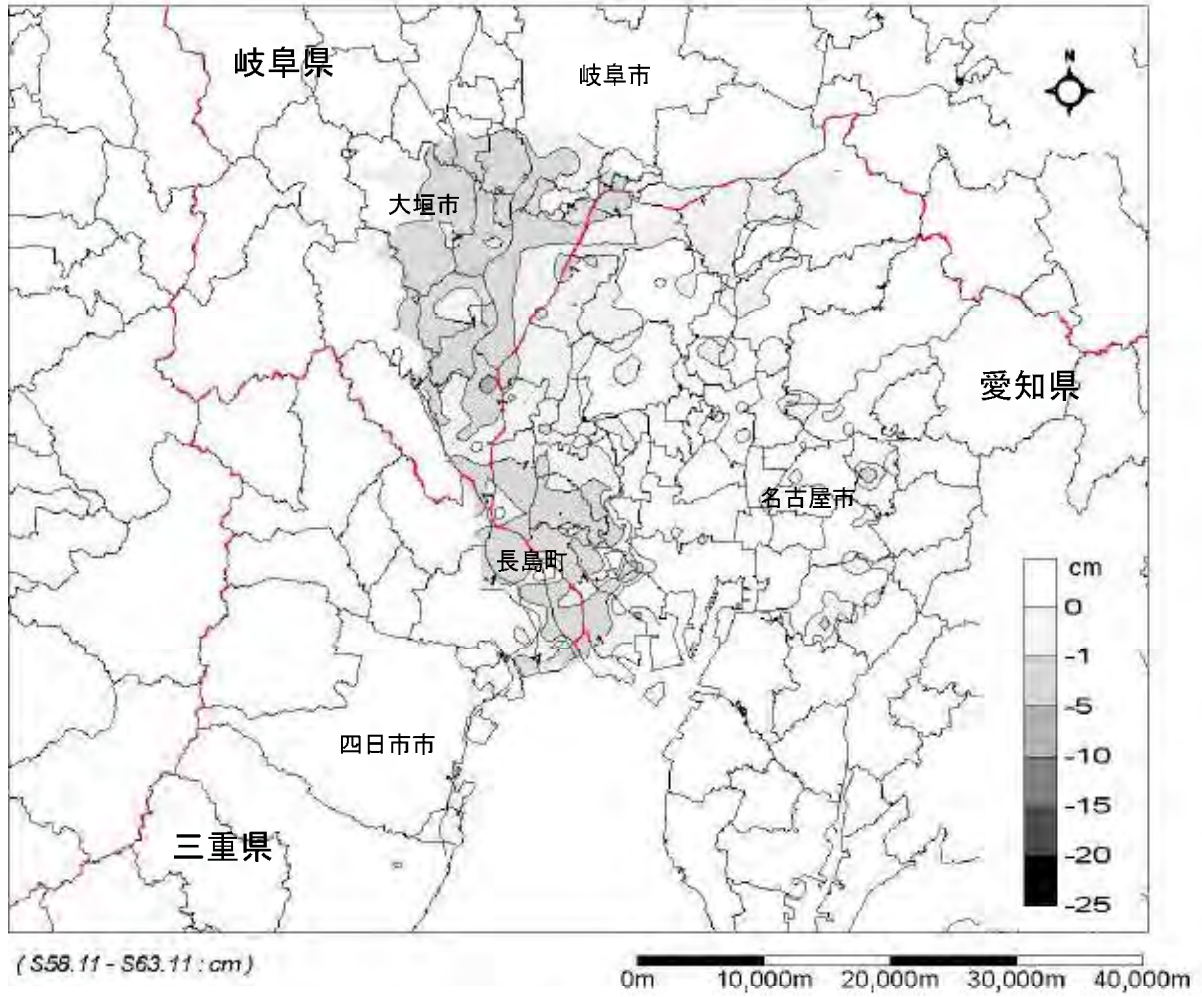 岐阜県
岐阜市
N
大垣市
愛知県
名古屋市
長島町
cm
0
-1
-5
-10
-15
-20
-25
四日市市
三重県
( S58.11 - S63.11 : cm )
0m 10,000m 20,000m 30,000m 40,000m